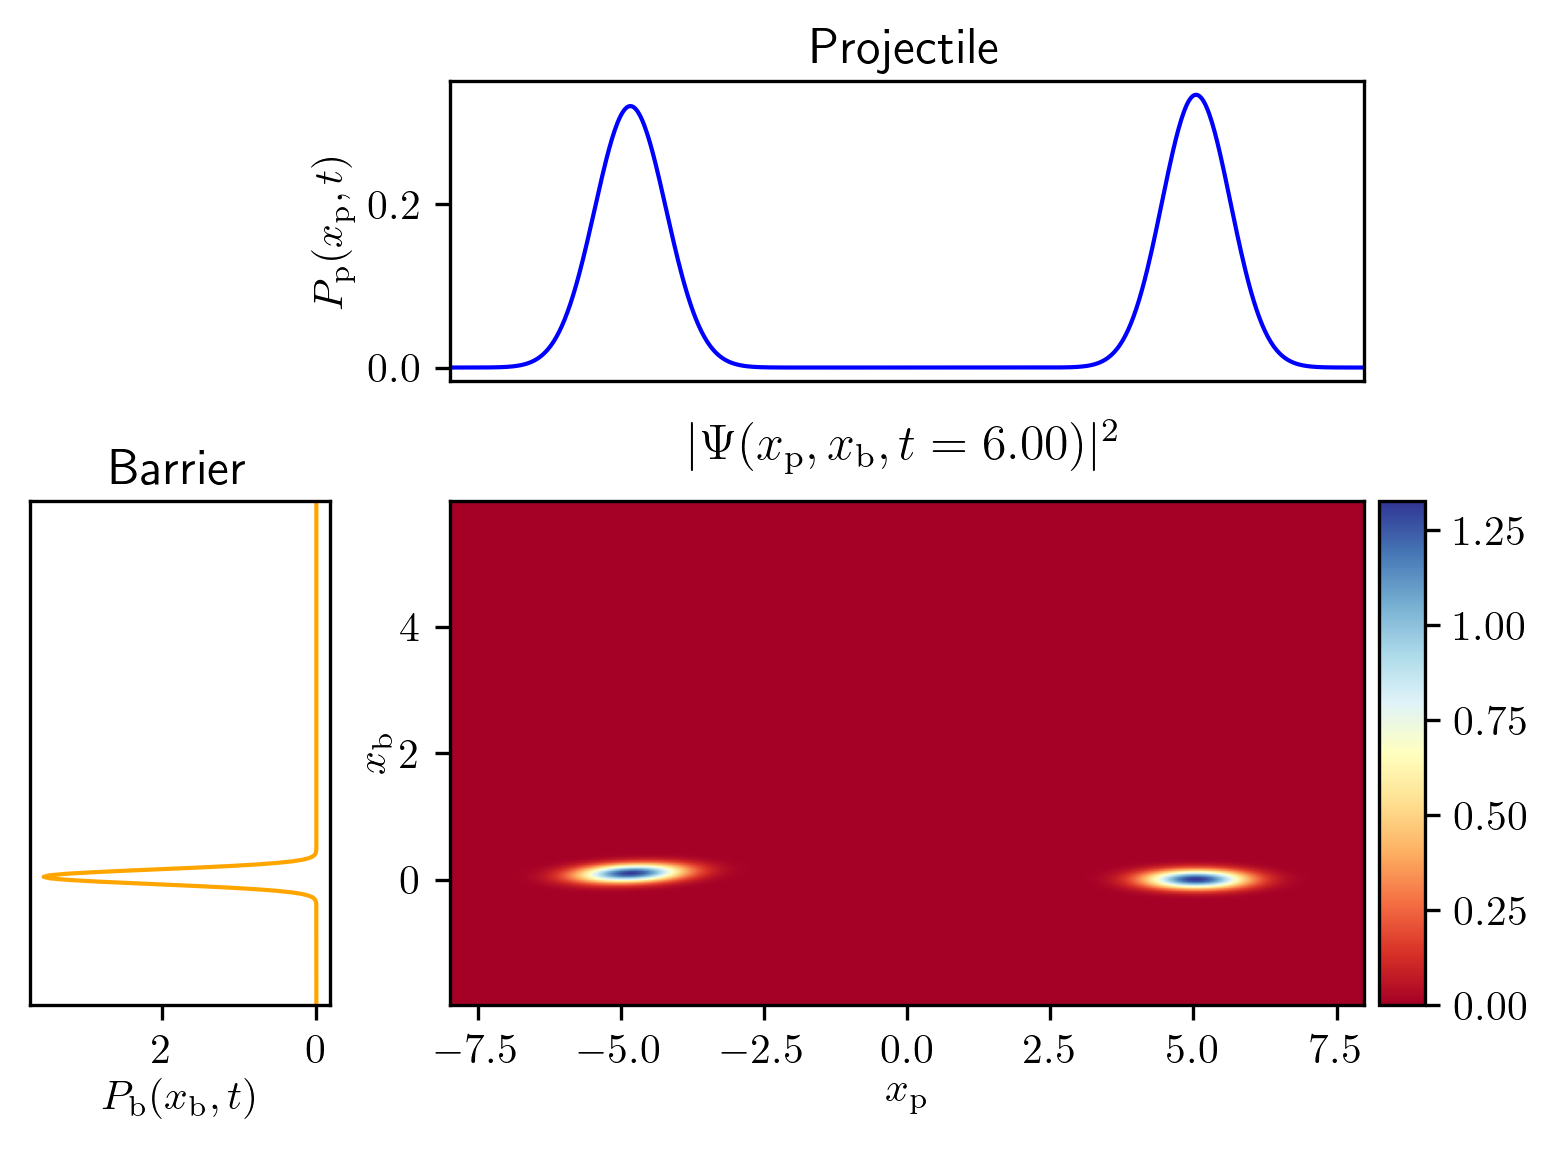 Projectile
P_p(x_p, t)
0.2
0.0
|Ψ(x_p, x_b, t = 6.00)|²
Barrier
2 0
P_b(x_b, t)
x_b
4
2
0
−7.5 −5.0 −2.5 0.0 2.5 5.0 7.5
x_p
1.25
1.00
0.75
0.50
0.25
0.00